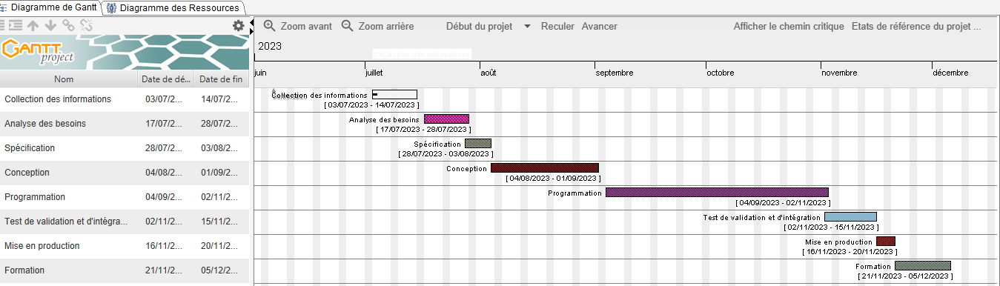 Diagramme de Gantt Diagramme des Ressources
Zoom avant Zoom arrière Début du projet Reculer Avancer Afficher le chemin critique Etats de référence du projet ...
GANTT
project
2023
Collection des informations
Nom Date de dé... Date de fin
juin juillet août septembre octobre novembre décembre
Collection des informations 03/07/2... 14/07/2...
Collection des informations
[ 03/07/2023 - 14/07/2023 ]
Analyse des besoins 17/07/2... 28/07/2...
Analyse des besoins
[ 17/07/2023 - 28/07/2023 ]
Spécification 28/07/2... 03/08/2...
Spécification
[ 28/07/2023 - 03/08/2023 ]
Conception 04/08/2... 01/09/2...
Conception
[ 04/08/2023 - 01/09/2023 ]
Programmation 04/09/2... 02/11/2...
Programmation
[ 04/09/2023 - 02/11/2023 ]
Test de validation et d'intégra... 02/11/2... 15/11/2...
Test de validation et d'intégration
[ 02/11/2023 - 15/11/2023 ]
Mise en production 16/11/2... 20/11/2...
Mise en production
[ 16/11/2023 - 20/11/2023 ]
Formation 21/11/2... 05/12/2...
Formation
[ 21/11/2023 - 05/12/2023 ]